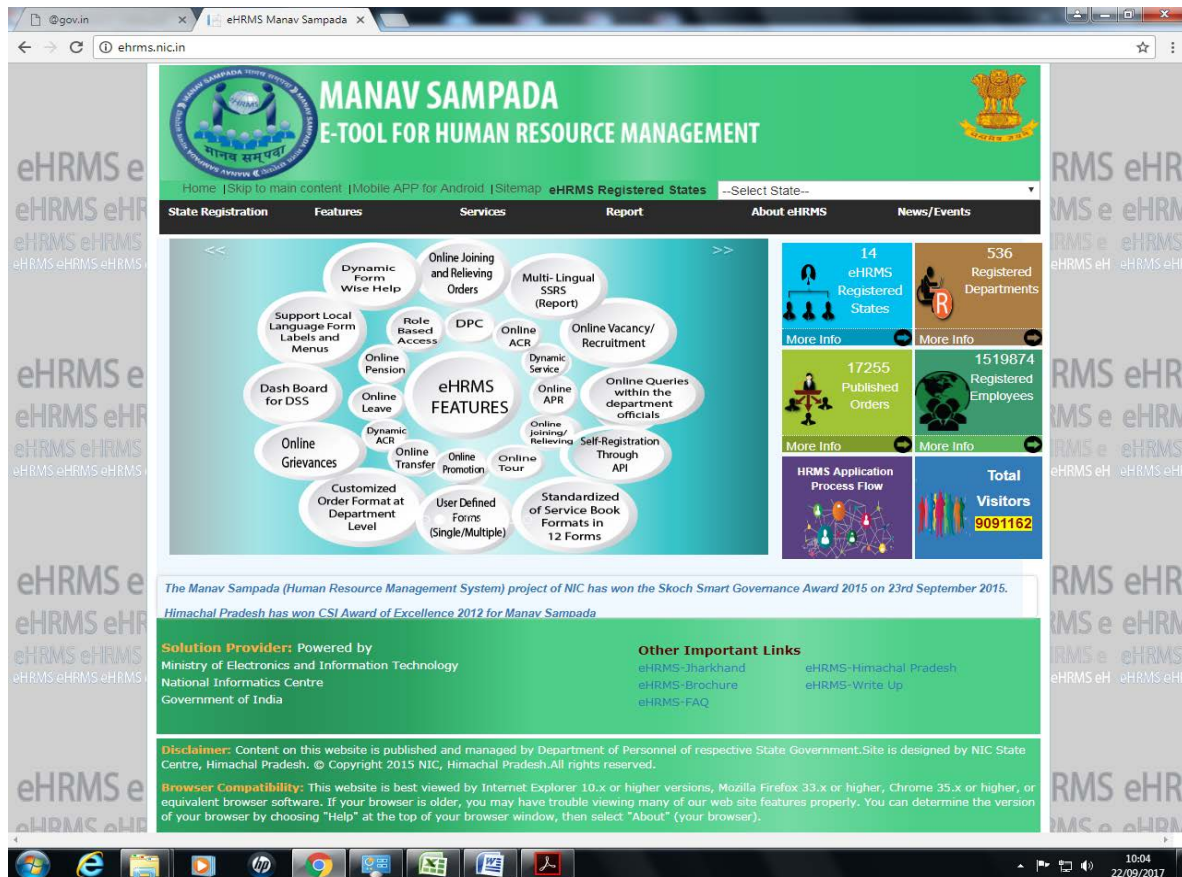 @gov.in
eHRMS Manav Sampada
ehrms.nic.in
MANAV SAMPADA
E-TOOL FOR HUMAN RESOURCE MANAGEMENT
eHRMS
मानव सम्पदा
Home |Skip to main content |Mobile APP for Android |Sitemap eHRMS Registered States --Select State--
State Registration Features Services Report About eHRMS News/Events
<< >>
Dynamic
Form
Wise Help
Online Joining
and Relieving
Orders
Multi- Lingual
SSRS
(Report)
Support Local
Language Form
Labels and
Menus
Role
Based
Access
DPC
Online
ACR
Online Vacancy/
Recruitment
Online
Pension
Dynamic
Service
Dash Board
for DSS
Online
Leave
eHRMS
FEATURES
Online
APR
Online Queries
within the
department
officials
Dynamic
ACR
Online
joining/
Relieving
Online
Grievances
Online
Transfer
Online
Promotion
Online
Tour
Self-Registration
Through
API
Customized
Order Format at
Department
Level
User Defined
Forms
(Single/Multiple)
Standardized
of Service Book
Formats in
12 Forms
14
eHRMS
Registered
States
More Info
536
Registered
Departments
More Info
17255
Published
Orders
More Info
1519874
Registered
Employees
More Info
HRMS Application
Process Flow
Total
Visitors
9091162
The Manav Sampada (Human Resource Management System) project of NIC has won the Skoch Smart Governance Award 2015 on 23rd September 2015.
Himachal Pradesh has won CSI Award of Excellence 2012 for Manav Sampada
Solution Provider: Powered by
Ministry of Electronics and Information Technology
National Informatics Centre
Government of India
Other Important Links
eHRMS-Jharkhand eHRMS-Himachal Pradesh
eHRMS-Brochure eHRMS-Write Up
eHRMS-FAQ
Disclaimer: Content on this website is published and managed by Department of Personnel of respective State Government.Site is designed by NIC State
Centre, Himachal Pradesh. © Copyright 2015 NIC, Himachal Pradesh.All rights reserved.
Browser Compatibility: This website is best viewed by Internet Explorer 10.x or higher versions, Mozilla Firefox 33.x or higher, Chrome 35.x or higher, or
equivalent browser software. If your browser is older, you may have trouble viewing many of our web site features properly. You can determine the version
of your browser by choosing "Help" at the top of your browser window, then select "About" (your
browser).
10:04
22/09/2017